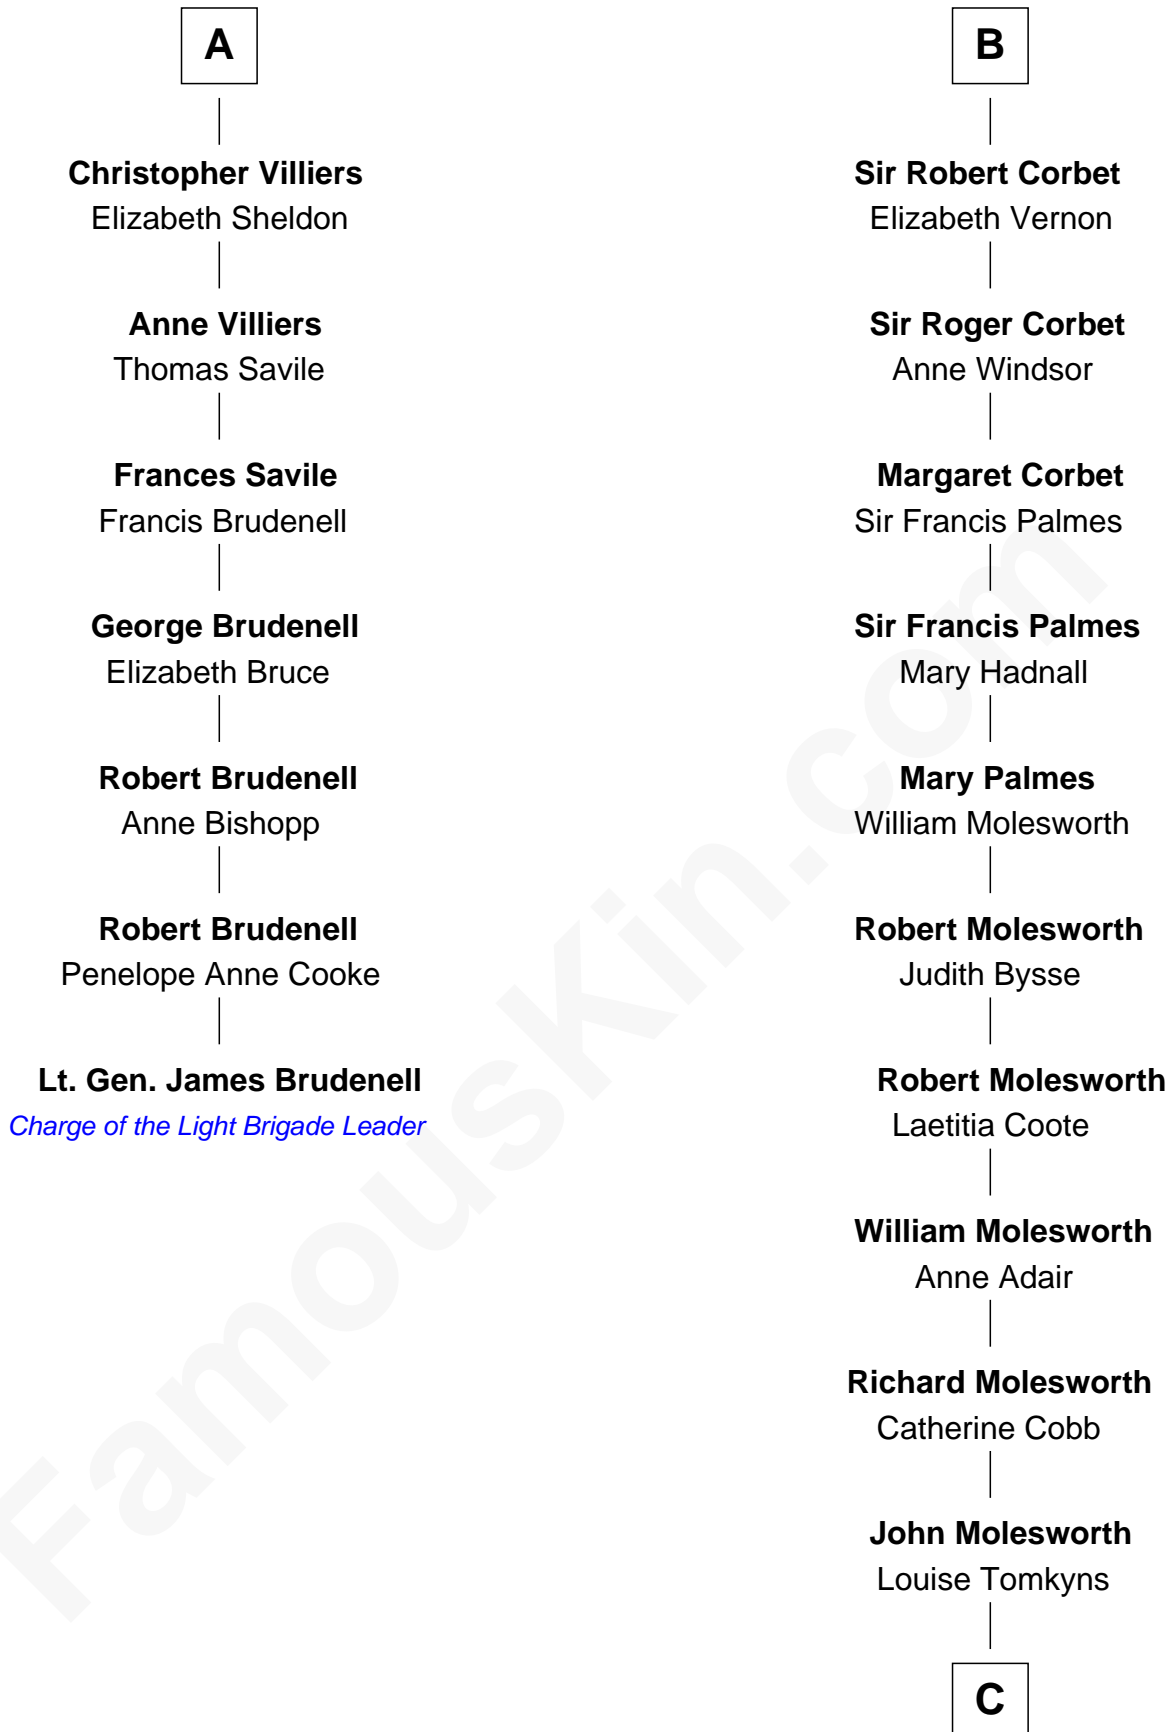 A
Christopher Villiers
Elizabeth Sheldon
Anne Villiers
Thomas Savile
Frances Savile
Francis Brudenell
George Brudenell
Elizabeth Bruce
Robert Brudenell
Anne Bishopp
Robert Brudenell
Penelope Anne Cooke
Lt. Gen. James Brudenell
Charge of the Light Brigade Leader
B
Sir Robert Corbet
Elizabeth Vernon
Sir Roger Corbet
Anne Windsor
Margaret Corbet
Sir Francis Palmes
Sir Francis Palmes
Mary Hadnall
Mary Palmes
William Molesworth
Robert Molesworth
Judith Bysse
Robert Molesworth
Laetitia Coote
William Molesworth
Anne Adair
Richard Molesworth
Catherine Cobb
John Molesworth
Louise Tomkyns
C
FamousKin.com